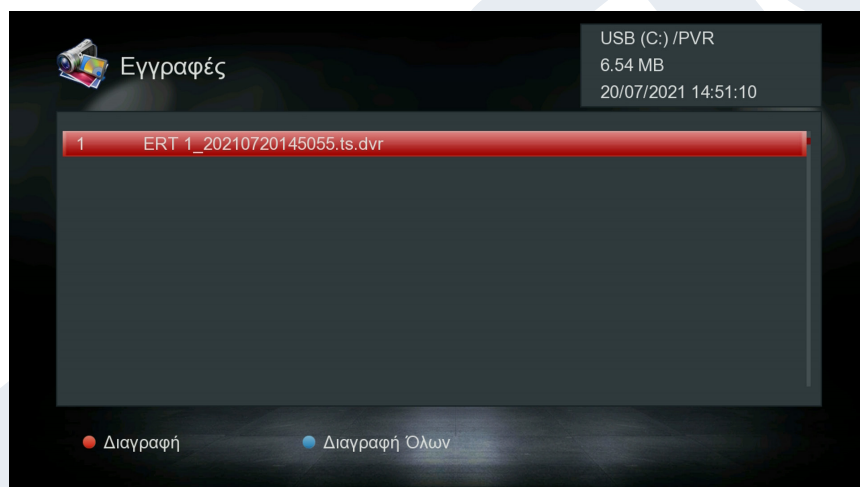 Εγγραφές
USB (C:) /PVR
6.54 MB
20/07/2021 14:51:10
1 ERT 1_20210720145055.ts.dvr
Διαγραφή
Διαγραφή Όλων